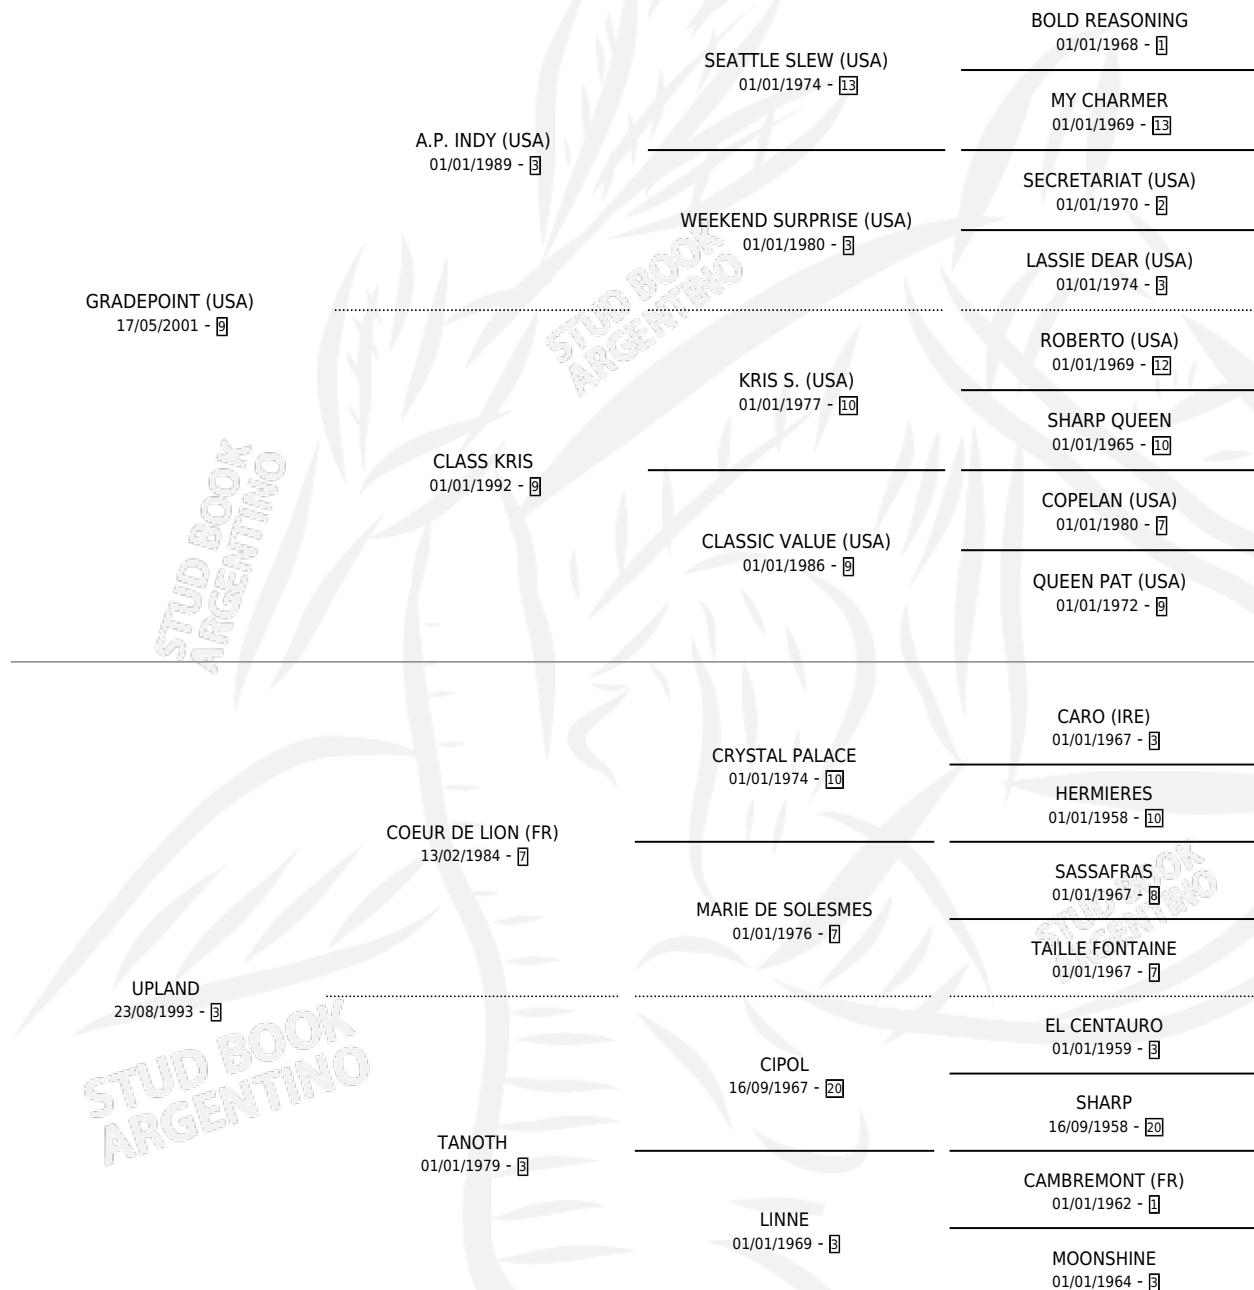 BOLD REASONING
01/01/1968 - 1
SEATTLE SLEW (USA)
01/01/1974 - 13
MY CHARMER
01/01/1969 - 13
A.P. INDY (USA)
01/01/1989 - 3
SECRETARIAT (USA)
01/01/1970 - 2
WEEKEND SURPRISE (USA)
01/01/1980 - 3
LASSIE DEAR (USA)
01/01/1974 - 3
GRADEPOINT (USA)
17/05/2001 - 9
STUD BOOK
ARGENTINO
ROBERTO (USA)
01/01/1969 - 12
KRIS S. (USA)
01/01/1977 - 10
SHARP QUEEN
01/01/1965 - 10
CLASS KRIS
01/01/1992 - 9
COPELAN (USA)
01/01/1980 - 7
CLASSIC VALUE (USA)
01/01/1986 - 9
QUEEN PAT (USA)
01/01/1972 - 9
STUD BOOK
ARGENTINO
CARO (IRE)
01/01/1967 - 3
CRYSTAL PALACE
01/01/1974 - 10
HERMIERES
01/01/1958 - 10
COEUR DE LION (FR)
13/02/1984 - 7
SASSAFRAS
01/01/1967 - 8
MARIE DE SOLESMES
01/01/1976 - 7
STUD BOOK
ARGENTINO
TAILLE FONTAINE
01/01/1967 - 7
UPLAND
23/08/1993 - 3
STUD BOOK
ARGENTINO
EL CENTAURO
01/01/1959 - 3
CIPOL
16/09/1967 - 20
SHARP
16/09/1958 - 20
TANOTH
01/01/1979 - 3
CAMBREMONT (FR)
01/01/1962 - 1
LINNE
01/01/1969 - 3
MOONSHINE
01/01/1964 - 3